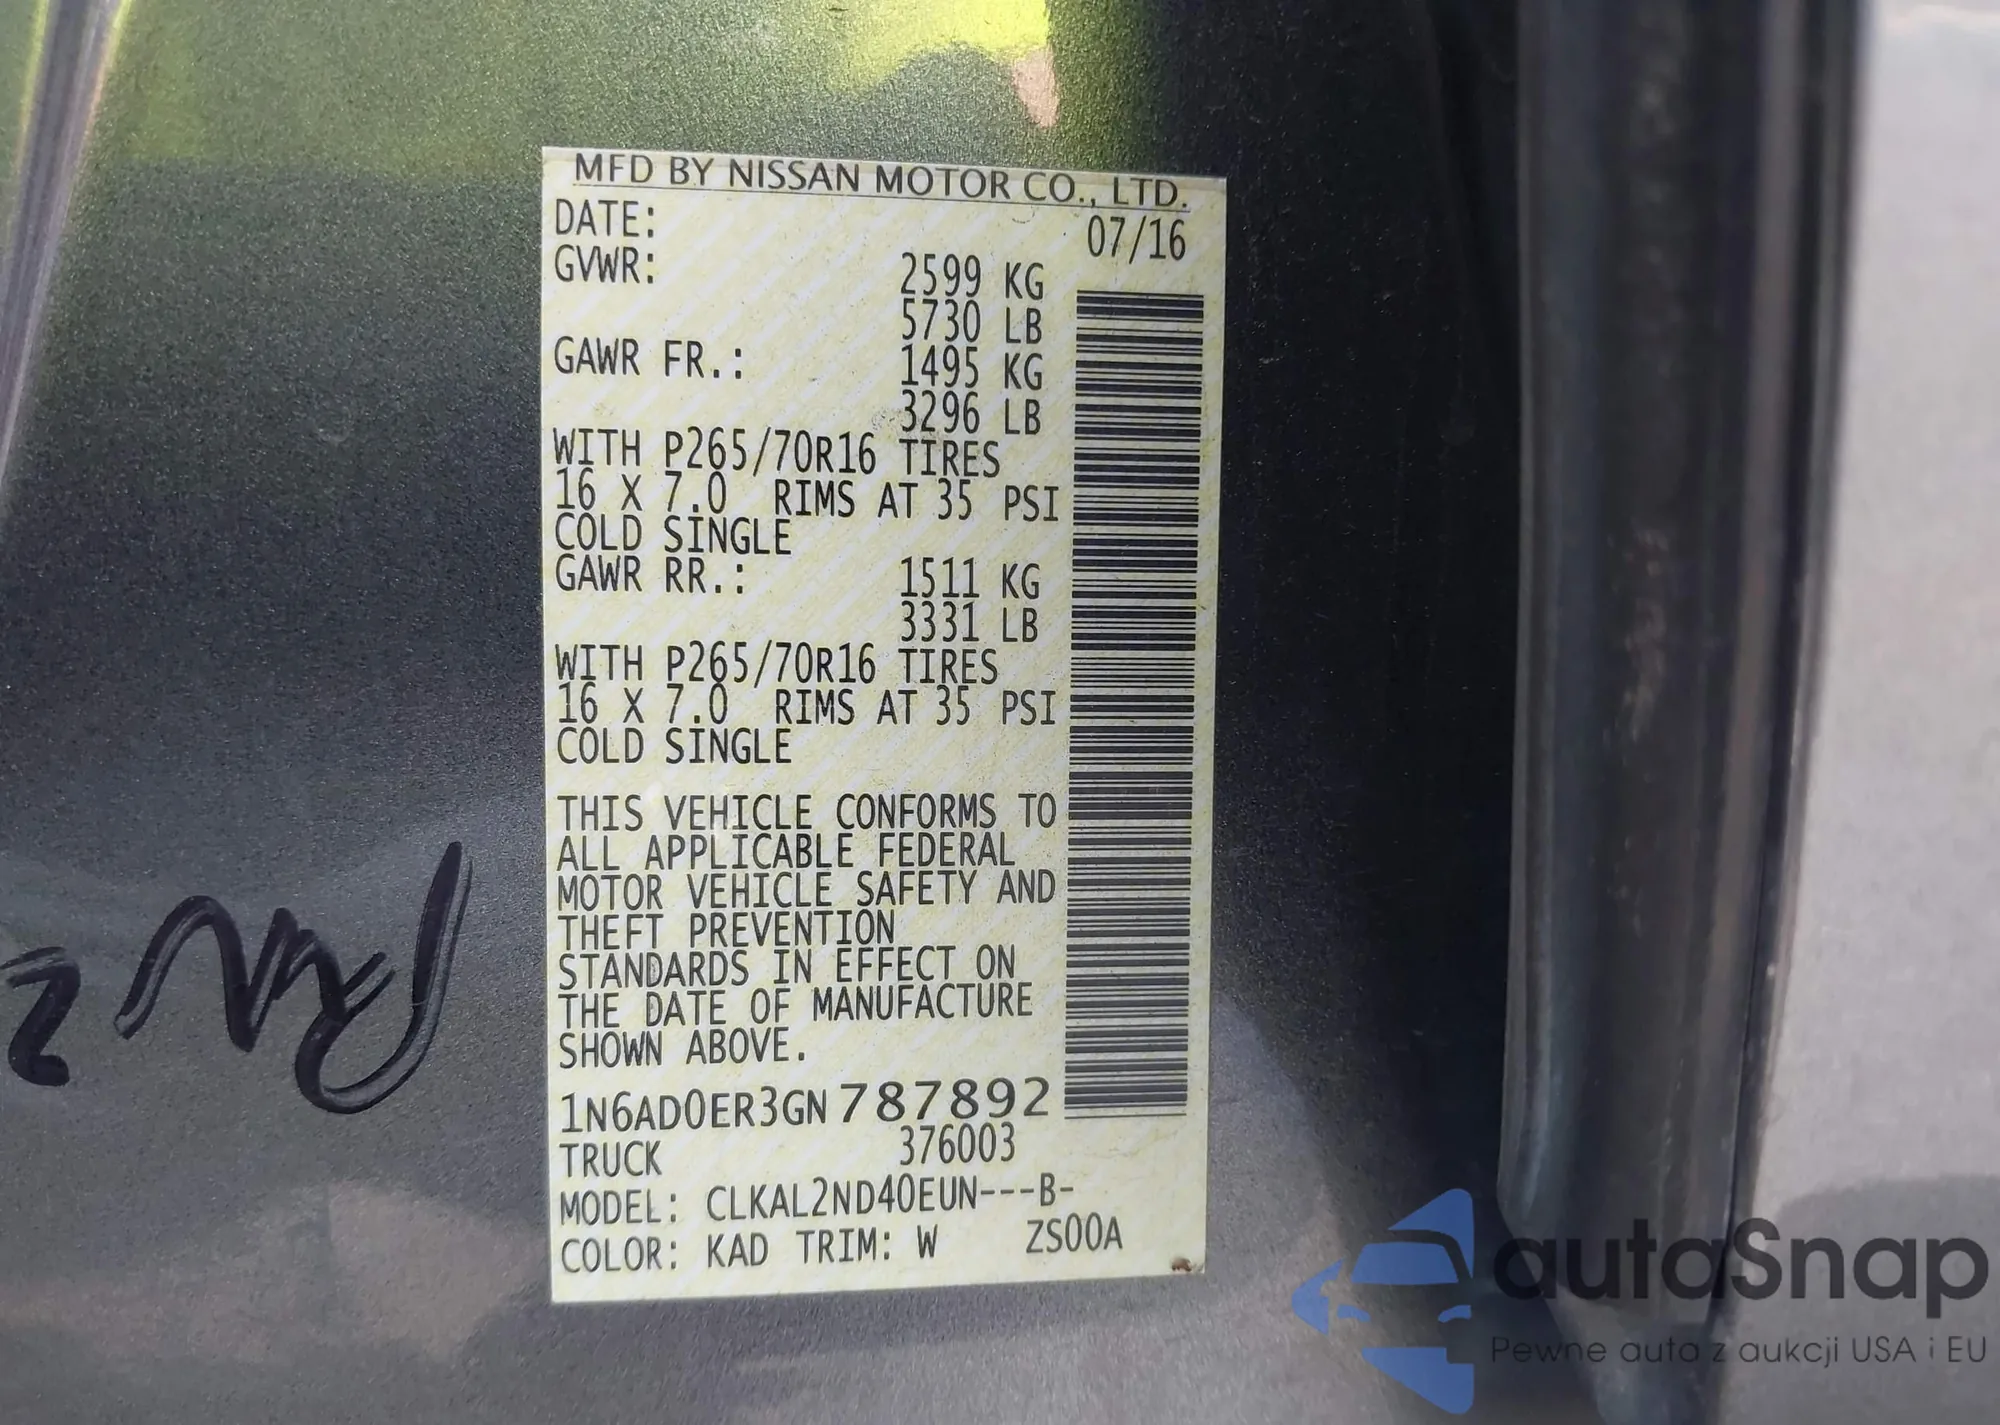 MFD BY NISSAN MOTOR CO., LTD.
DATE: 07/16
GVWR: 2599 KG
5730 LB
GAWR FR.: 1495 KG
3296 LB
WITH P265/70R16 TIRES
16 X 7.0 RIMS AT 35 PSI
COLD SINGLE
GAWR RR.: 1511 KG
3331 LB
WITH P265/70R16 TIRES
16 X 7.0 RIMS AT 35 PSI
COLD SINGLE
THIS VEHICLE CONFORMS TO
ALL APPLICABLE FEDERAL
MOTOR VEHICLE SAFETY AND
THEFT PREVENTION
STANDARDS IN EFFECT ON
THE DATE OF MANUFACTURE
SHOWN ABOVE.
1N6AD0ER3GN787892
TRUCK 376003
MODEL: CLKAL2ND40EUN---B-
COLOR: KAD TRIM: W ZS00A
autoSnap
Pewne auta z aukcji USA i EU